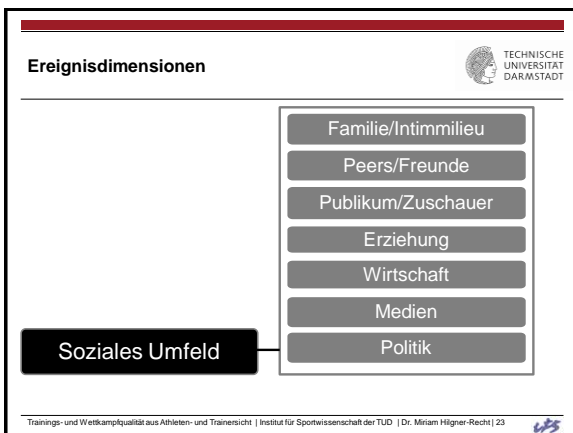 Ereignisdimensionen
TECHNISCHE
UNIVERSITÄT
DARMSTADT
Familie/Intimmilieu
Peers/Freunde
Publikum/Zuschauer
Erziehung
Wirtschaft
Medien
Politik
Soziales Umfeld
Trainings- und Wettkampfqualität aus Athleten- und Trainersicht | Institut für Sportwissenschaft der TUD | Dr. Miriam Hilgner-Recht | 23